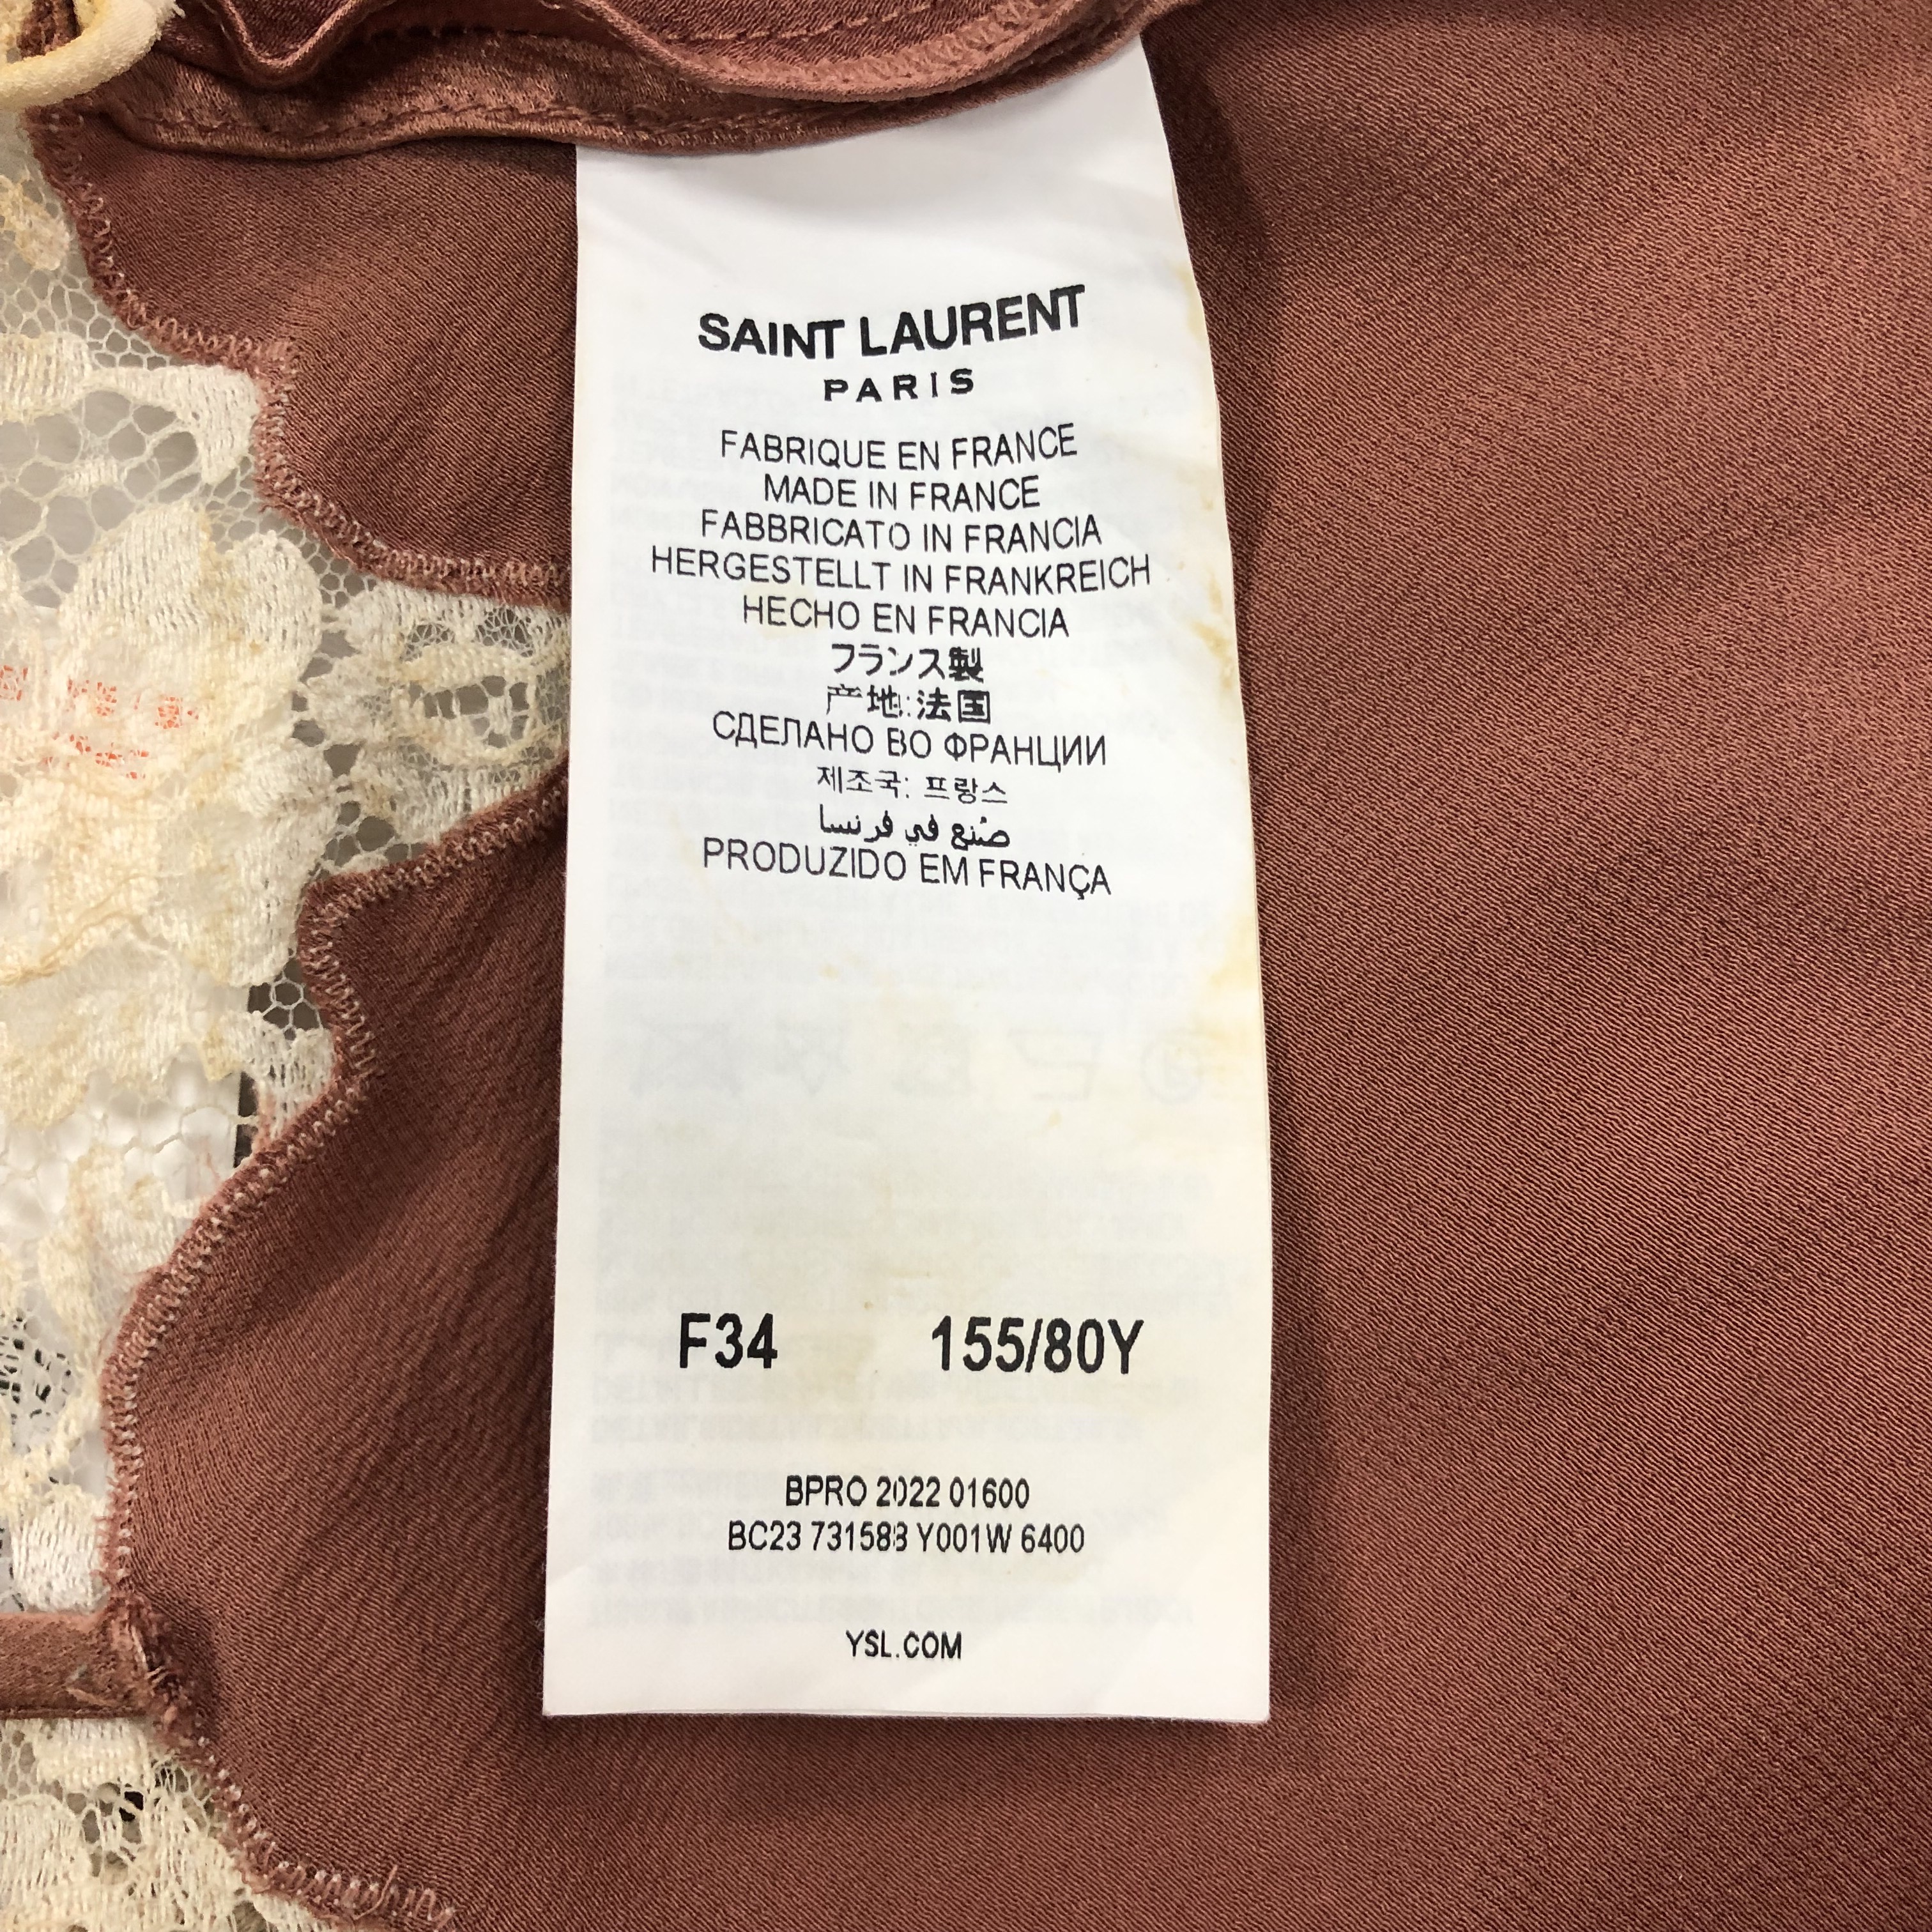 SAINT LAURENT
PARIS
FABRIQUE EN FRANCE
MADE IN FRANCE
FABBRICATO IN FRANCIA
HERGESTELLT IN FRANKREICH
HECHO EN FRANCIA
フランス製
产地:法国
СДЕЛАНО ВО ФРАНЦИИ
제조국: 프랑스
صُنع في فرنسا
PRODUZIDO EM FRANÇA
F34 155/80Y
BPRO 2022 01600
BC23 731583 Y001W 6400
YSL.COM